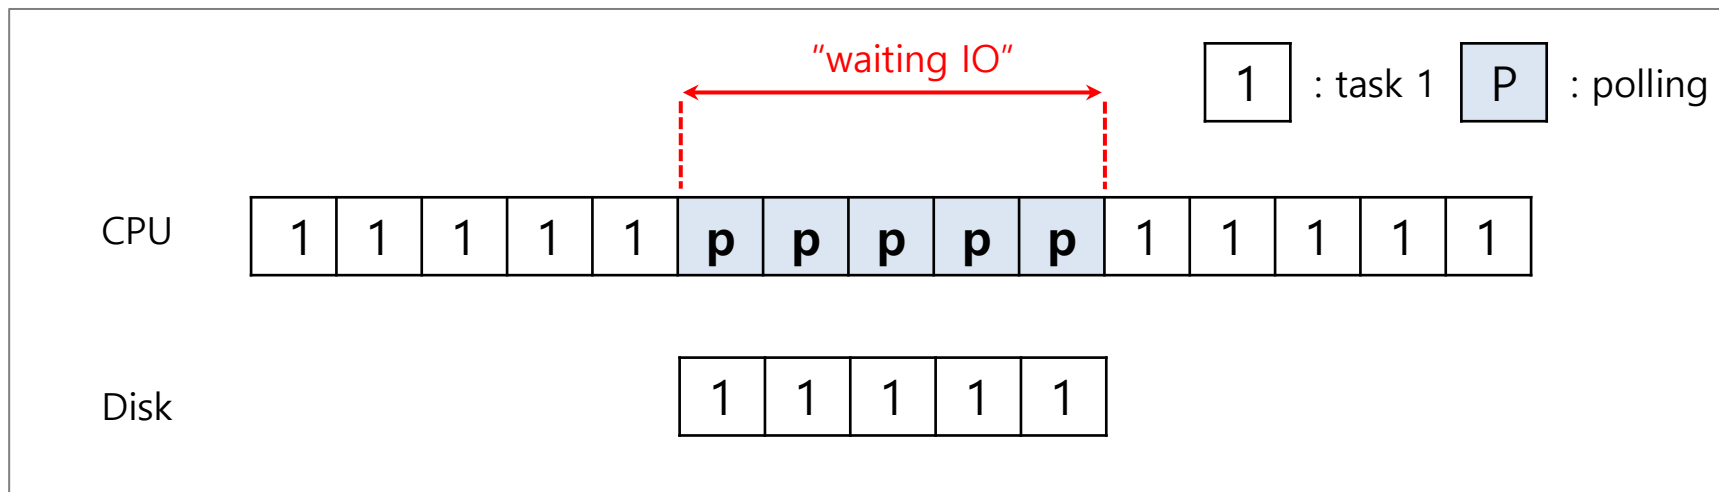 “waiting IO”
1 : task 1 P : polling
CPU 1 1 1 1 1 p p p p p 1 1 1 1 1
Disk 1 1 1 1 1